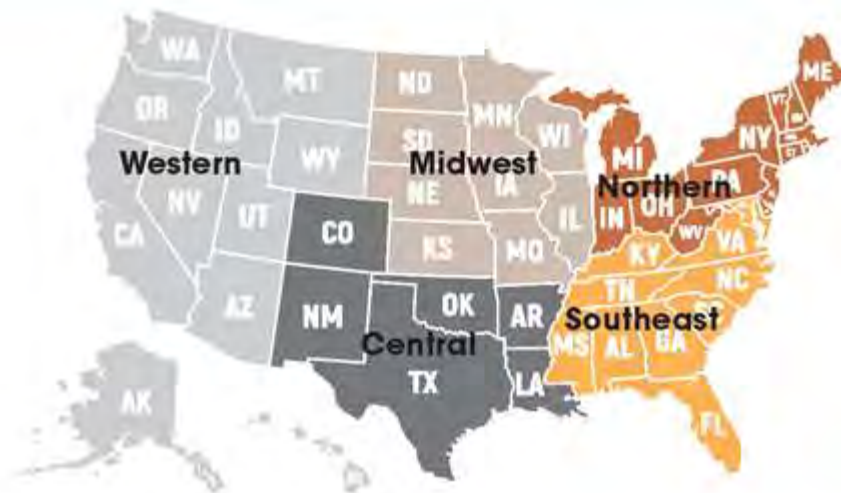 WA
MT
ND
MN
ME
OR
ID
SD
WI
VT
NY
Western
WY
Midwest
MI
Northern
PA
NE
IA
NV
UT
CO
IL
IN
OH
CA
KS
MO
WV
VA
KY
AZ
NM
OK
AR
TN
NC
Central
Southeast
SC
MS
AL
GA
TX
LA
AK
FL